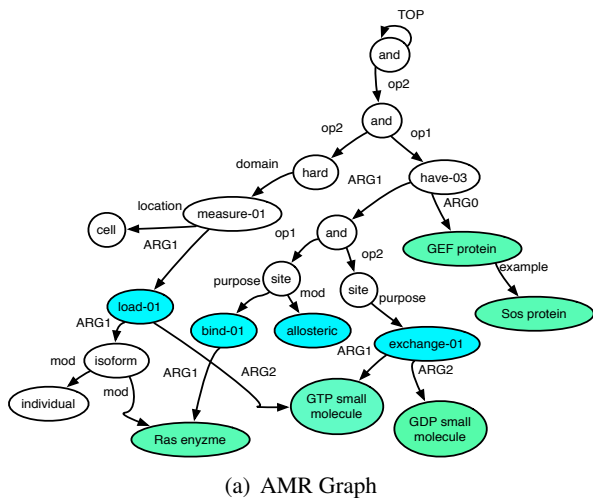 TOP
and
op2
and
op2
op1
hard
have-03
domain
ARG1
ARG0
location
measure-01
cell
and
GEF protein
ARG1
op1
op2
example
site
site
purpose
mod
purpose
Sos protein
load-01
bind-01
allosteric
exchange-01
ARG1
ARG1
ARG2
mod
isoform
ARG1
ARG2
individual
mod
GTP small
molecule
GDP small
molecule
Ras enyzme
(a) AMR Graph